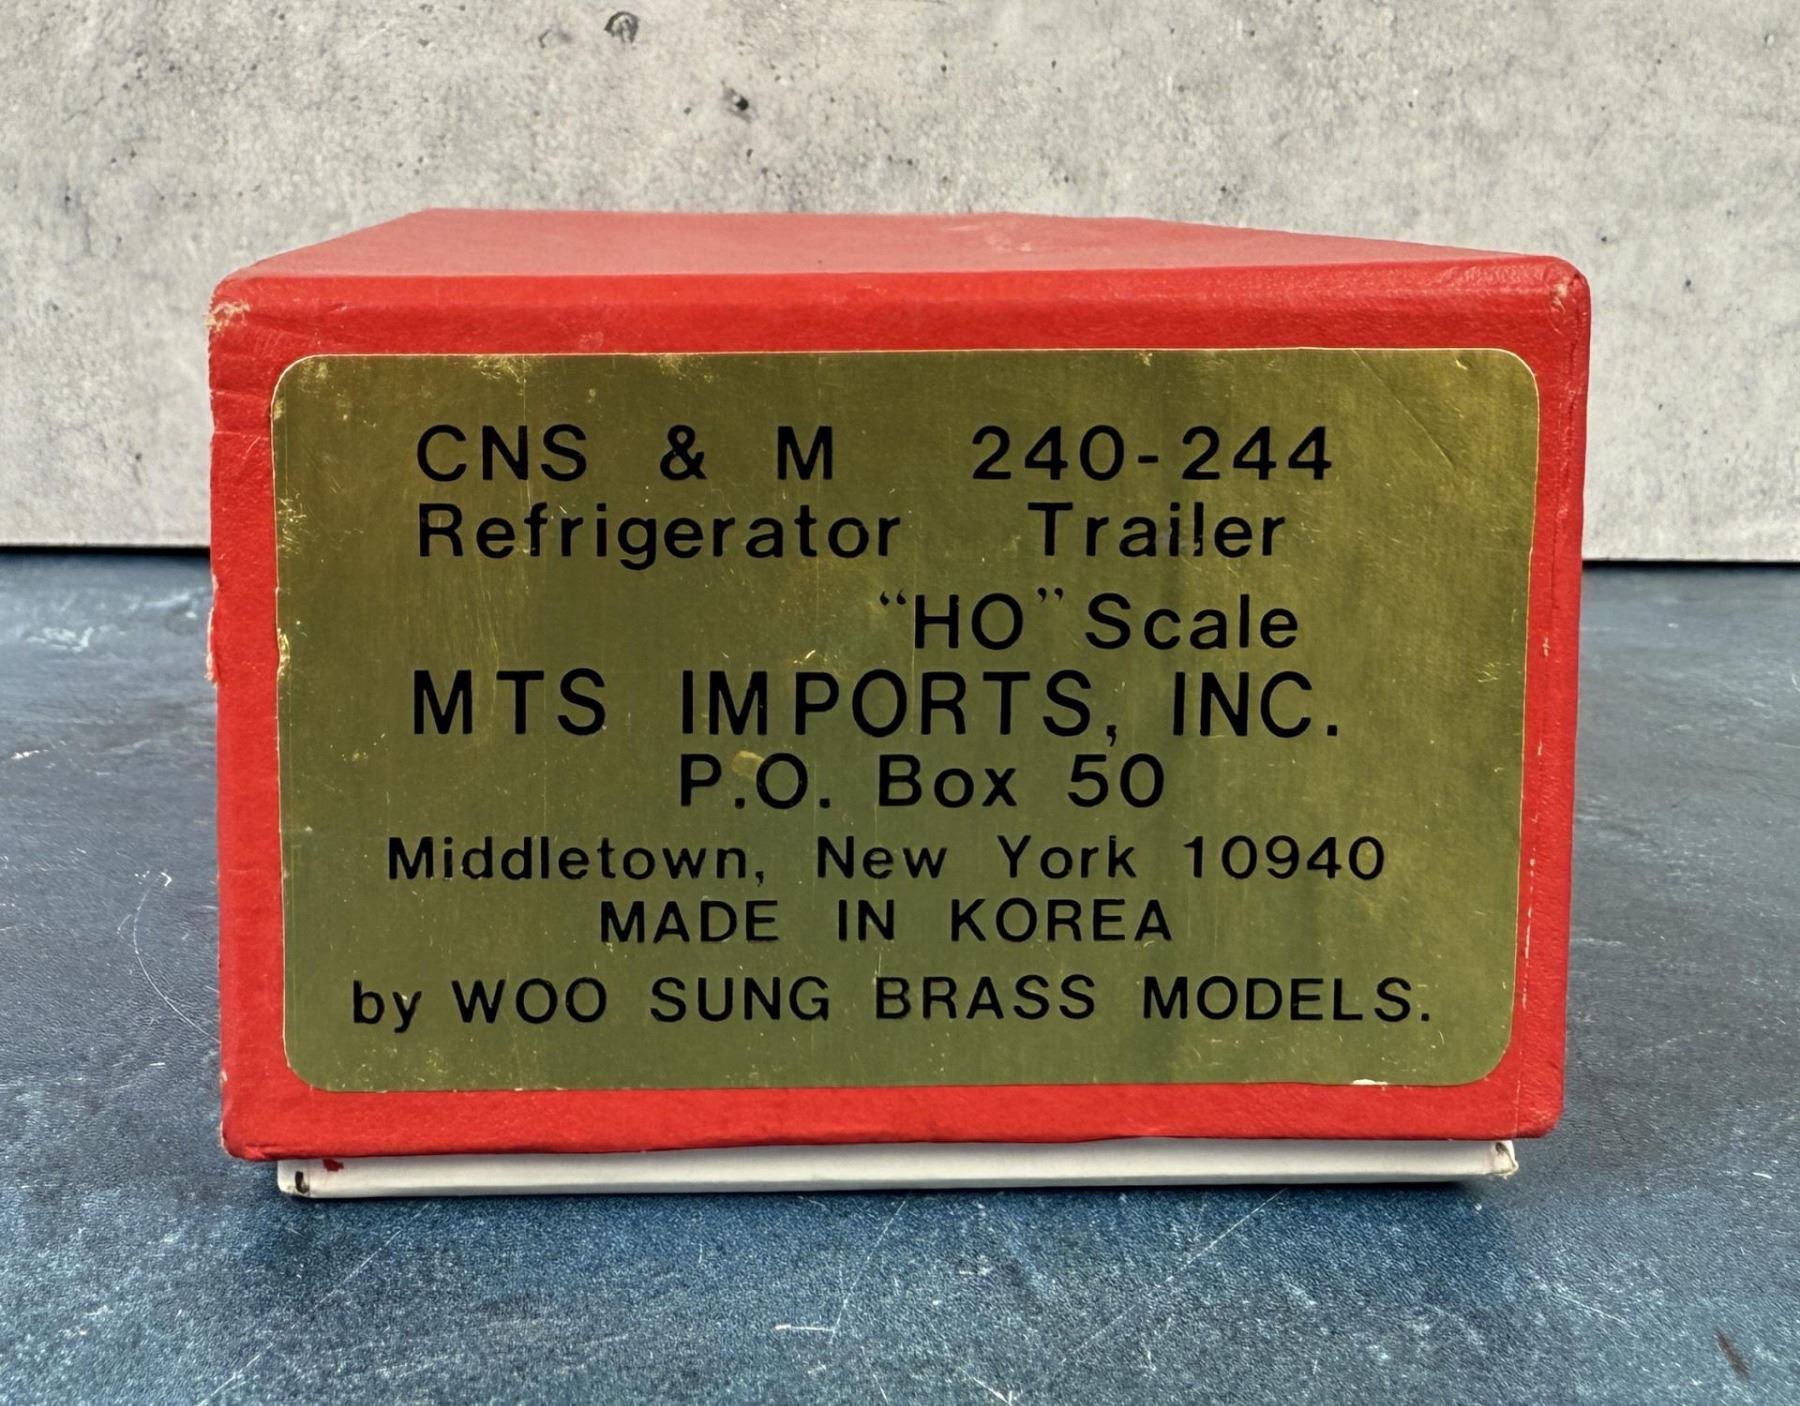 CNS & M 240-244
Refrigerator Trailer
“HO” Scale
MTS IMPORTS, INC.
P.O. Box 50
Middletown, New York 10940
MADE IN KOREA
by WOO SUNG BRASS MODELS.